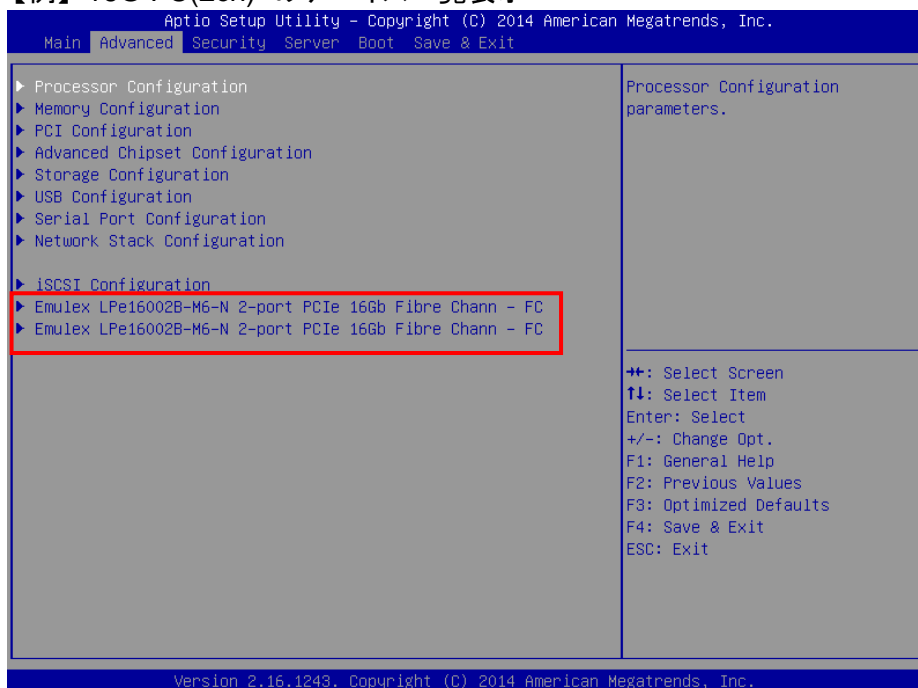 【例】
Aptio Setup Utility – Copyright (C) 2014 American Megatrends, Inc.
Main Advanced Security Server Boot Save & Exit
Processor Configuration
Memory Configuration
PCI Configuration
Advanced Chipset Configuration
Storage Configuration
USB Configuration
Serial Port Configuration
Network Stack Configuration
iSCSI Configuration
Emulex LPe16002B-M6-N 2-port PCIe 16Gb Fibre Chann – FC
Emulex LPe16002B-M6-N 2-port PCIe 16Gb Fibre Chann – FC
Processor Configuration
parameters.
→←: Select Screen
↑↓: Select Item
Enter: Select
+/-: Change Opt.
F1: General Help
F2: Previous Values
F3: Optimized Defaults
F4: Save & Exit
ESC: Exit
Version 2.16.1243. Copyright (C) 2014 American Megatrends, Inc.